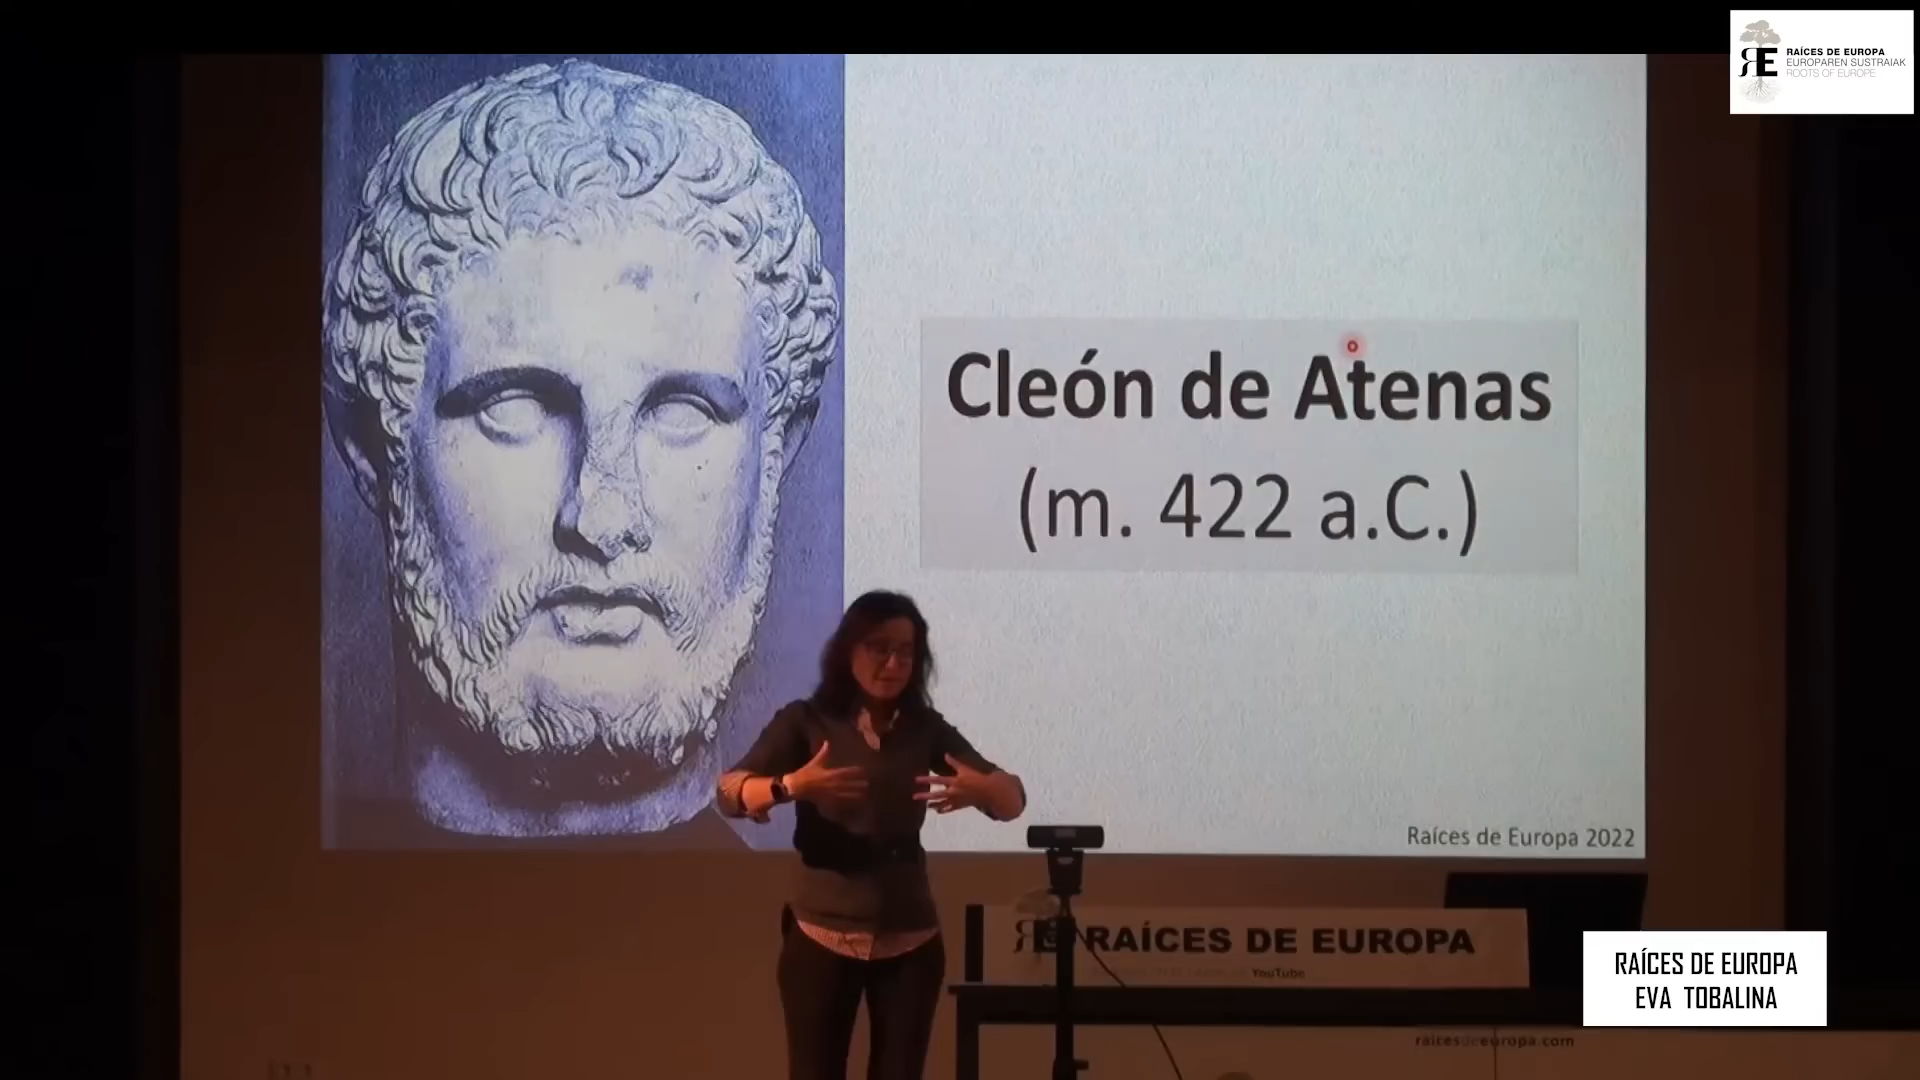 RAÍCES DE EUROPA
EUROPAREN SUSTRAIAK
ROOTS OF EUROPE
Cleón de Atenas
(m. 422 a.C.)
Raíces de Europa 2022
RAÍCES DE EUROPA
YouTube
RAÍCES DE EUROPA
EVA TOBALINA
raicesdeeuropa.com